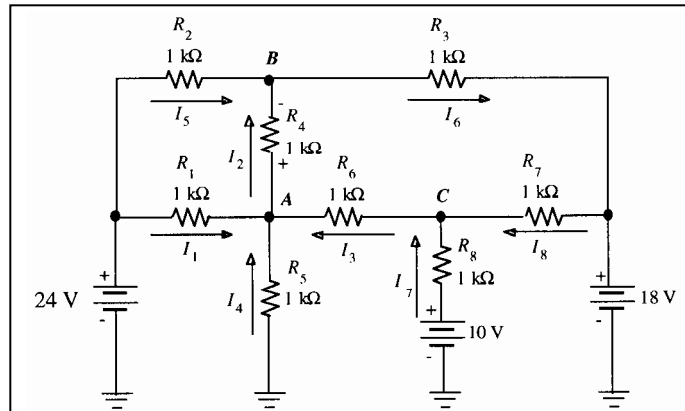 R2
1 kΩ
R3
1 kΩ
B
I5
I6
-
R4
1 kΩ
+
I2
R1
1 kΩ
A
R6
1 kΩ
C
R7
1 kΩ
I1
I3
I8
R5
1 kΩ
I4
R8
1 kΩ
I7
+
24 V
-
+
10 V
-
+
18 V
-